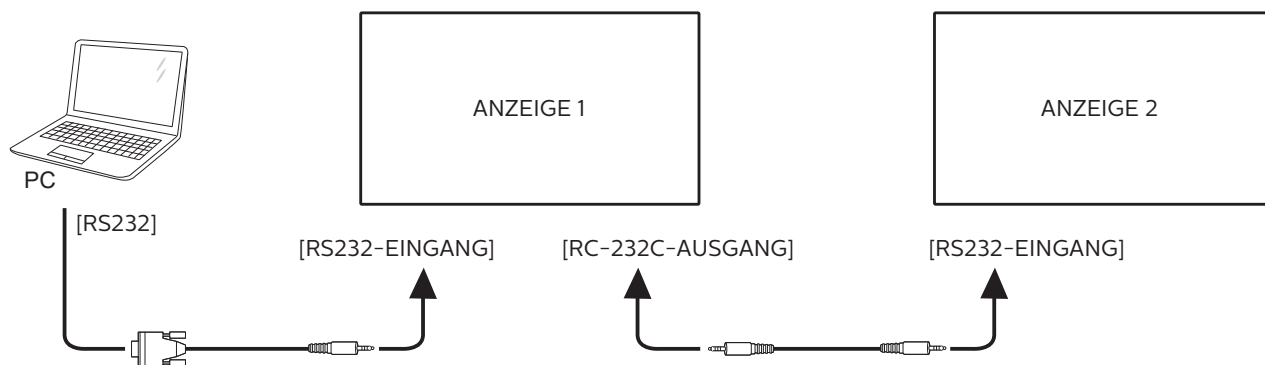 ANZEIGE 1
ANZEIGE 2
PC
[RS232]
[RS232-EINGANG]
[RC-232C-AUSGANG]
[RS232-EINGANG]